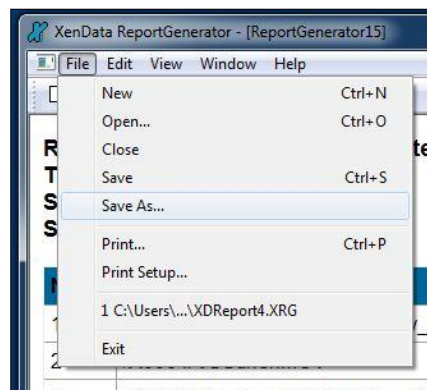 XenData ReportGenerator - [ReportGenerator15]
File Edit View Window Help
New Ctrl+N
Open... Ctrl+O
Close
Save Ctrl+S
Save As...
Print... Ctrl+P
Print Setup...
1 C:\Users\...\XDReport4.XRG
Exit